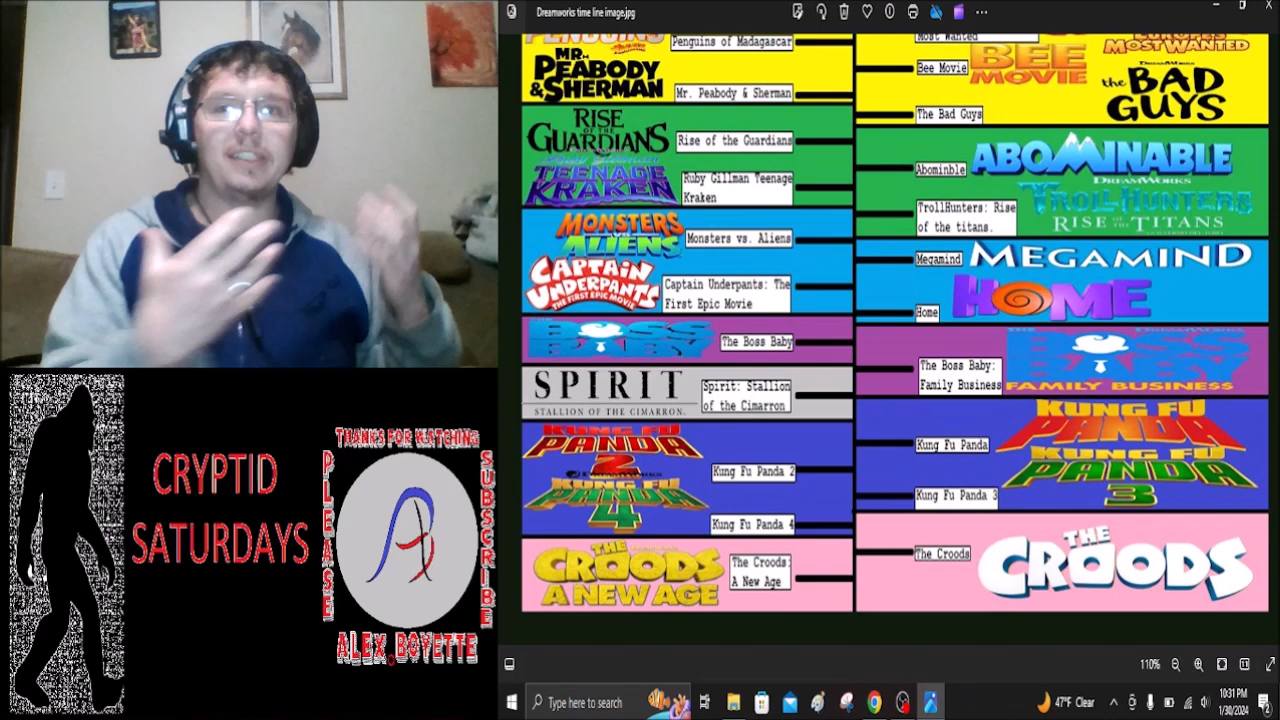 Dreamworks time line image.jpg
PENGUINS
Penguins of Madagascar
MR.
PEABODY
& SHERMAN
Mr. Peabody & Sherman
RISE
OF THE
GUARDIANS
Rise of the Guardians
TEENAGE
KRAKEN
Ruby Gillman Teenage
Kraken
MONSTERS
ALIENS
Monsters vs. Aliens
CAPTAIN
UNDERPANTS
THE FIRST EPIC MOVIE
Captain Underpants: The
First Epic Movie
BOSS
BABY
The Boss Baby
SPIRIT
STALLION OF THE CIMARRON.
Spirit: Stallion
of the Cimarron
KUNG FU
PANDA
2
Kung Fu Panda 2
KUNG FU
PANDA
4
Kung Fu Panda 4
THE
CROODS
A NEW AGE
The Croods:
A New Age
Most Wanted
EUROPE'S
MOST WANTED
Bee Movie
BEE
MOVIE
The Bad Guys
the BAD
GUYS
Abominble
ABOMINABLE
TrollHunters: Rise
of the titans.
DREAMWORKS
TROLLHUNTERS
RISE OF THE TITANS
Megamind
MEGAMIND
Home
HOME
The Boss Baby:
Family Business
THE
BABY
FAMILY BUSINESS
Kung Fu Panda
KUNG FU
PANDA
Kung Fu Panda 3
KUNG FU
PANDA
3
The Croods
THE
CROODS
CRYPTID
SATURDAYS
THANKS FOR WATCHING
PLEASE
SUBSCRIBE
ALEX.BOYETTE
110%
Type here to search
47°F Clear
10:31 PM
1/30/2024